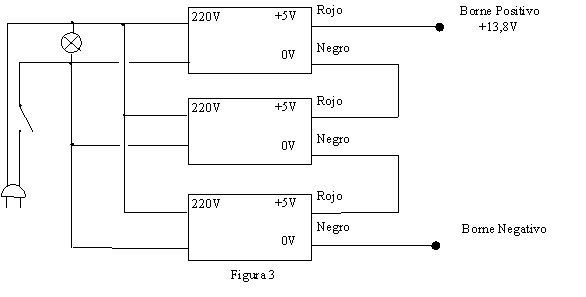 Rojo
Borne Positivo
220V +5V
+13,8V
Negro
0V
Rojo
220V +5V
Negro
0V
Rojo
220V +5V
Negro
Borne Negativo
0V
Figura 3